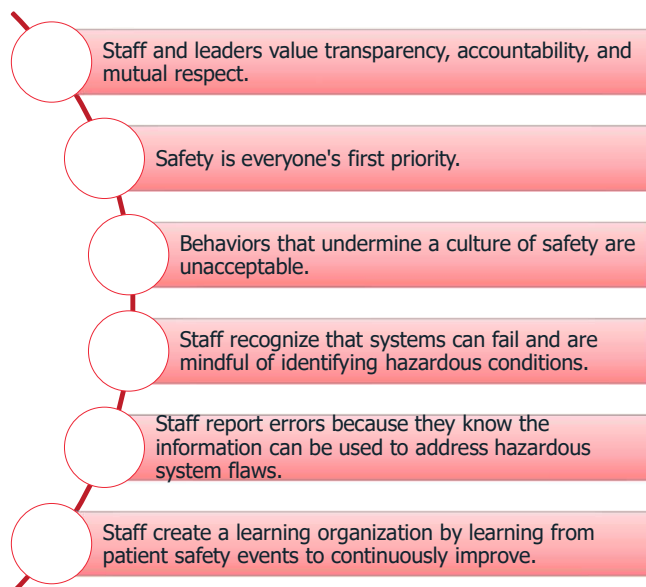 Staff and leaders value transparency, accountability, and
mutual respect.
Safety is everyone's first priority.
Behaviors that undermine a culture of safety are
unacceptable.
Staff recognize that systems can fail and are
mindful of identifying hazardous conditions.
Staff report errors because they know the
information can be used to address hazardous
system flaws.
Staff create a learning organization by learning from
patient safety events to continuously improve.